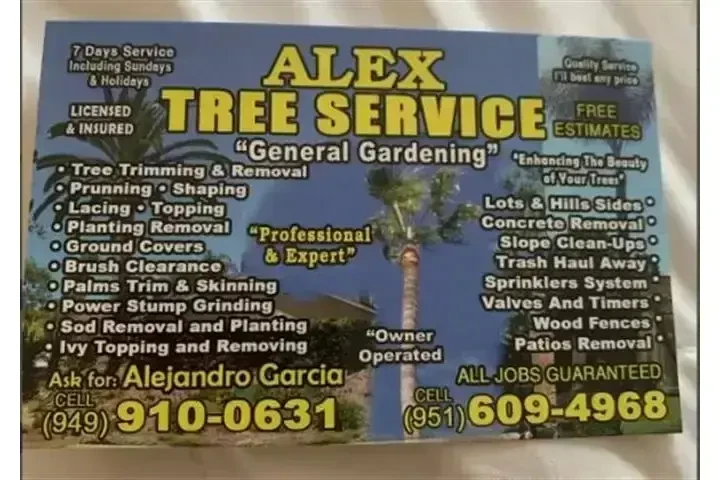 7 Days Service
Including Sundays
& Holidays
ALEX
Quality Service
I'll beat any price
LICENSED
& INSURED
TREE SERVICE
FREE
ESTIMATES
"General Gardening"
"Enhancing The Beauty
of Your Trees"
• Tree Trimming & Removal
• Prunning • Shaping
• Lacing • Topping
• Planting Removal
• Ground Covers
• Brush Clearance
• Palms Trim & Skinning
• Power Stump Grinding
• Sod Removal and Planting
• Ivy Topping and Removing
"Professional
& Expert"
"Owner
Operated
Lots & Hills Sides •
Concrete Removal •
Slope Clean-Ups •
Trash Haul Away •
Sprinklers System •
Valves And Timers •
Wood Fences •
Patios Removal •
Ask for: Alejandro Garcia
CELL
(949) 910-0631
ALL JOBS GUARANTEED
CELL
(951) 609-4968